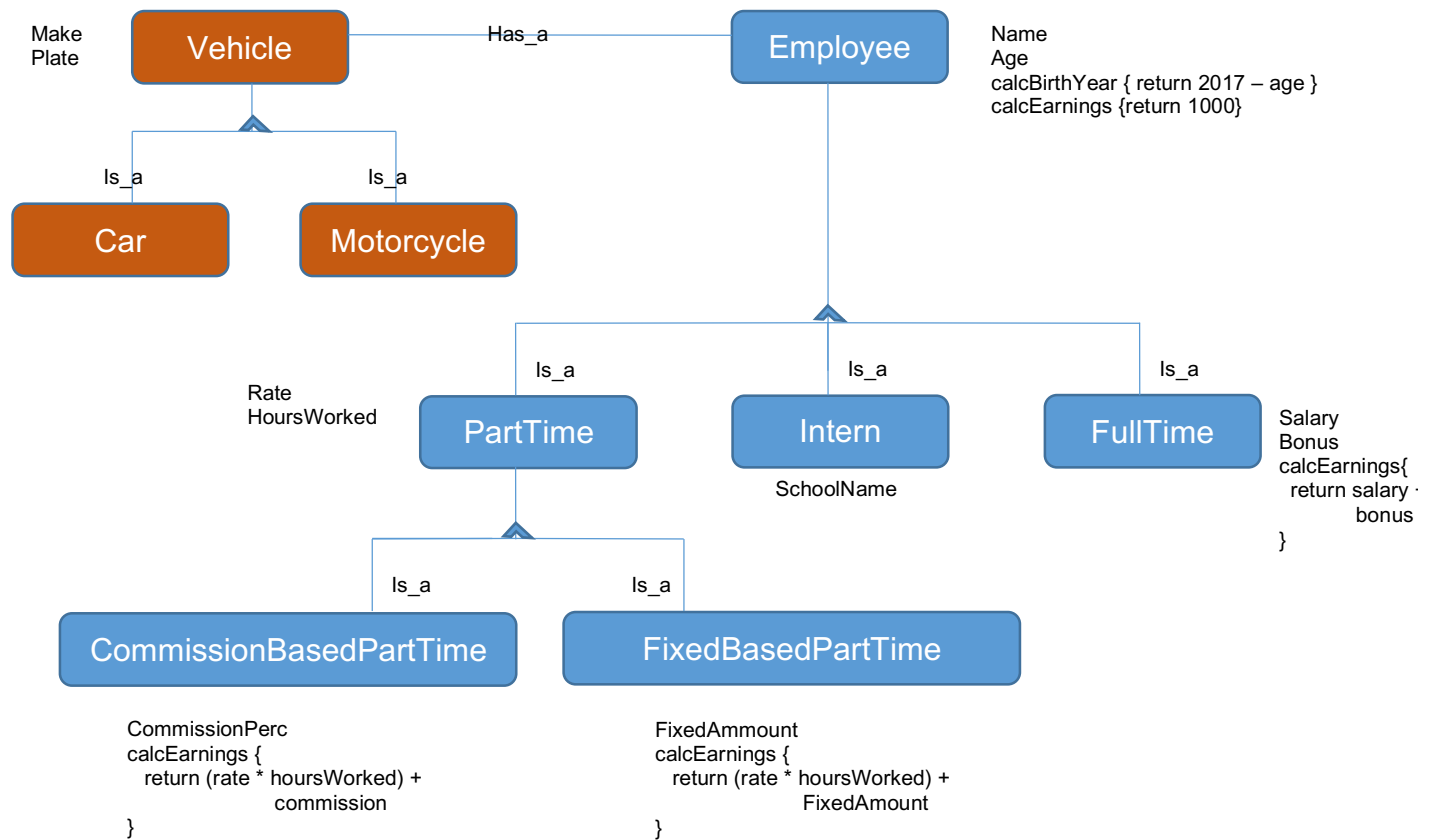 Make
Plate
Vehicle
Has_a
Employee
Name
Age
calcBirthYear { return 2017 – age }
calcEarnings {return 1000}
Is_a
Is_a
Car
Motorcycle
Is_a
Is_a
Is_a
Rate
HoursWorked
PartTime
Intern
FullTime
SchoolName
Salary
Bonus
calcEarnings{
return salary
bonus
}
Is_a
Is_a
CommissionBasedPartTime
FixedBasedPartTime
CommissionPerc
calcEarnings {
return (rate * hoursWorked) +
commission
}
FixedAmmount
calcEarnings {
return (rate * hoursWorked) +
FixedAmount
}